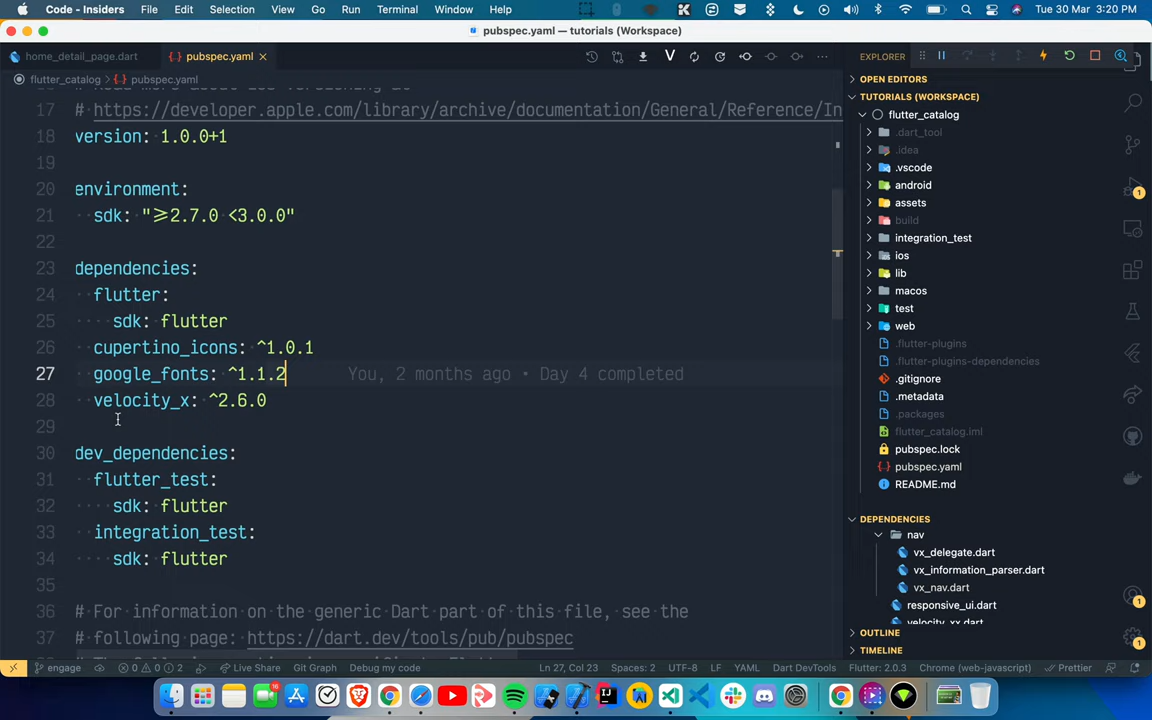 Code - Insiders File Edit Selection View Go Run Terminal Window Help Tue 30 Mar 3:20 PM
pubspec.yaml — tutorials (Workspace)
home_detail_page.dart pubspec.yaml
flutter_catalog > pubspec.yaml
17 # https://developer.apple.com/library/archive/documentation/General/Reference/In
18 version: 1.0.0+1
19
20 environment:
21 sdk: "≥2.7.0 <3.0.0"
22
23 dependencies:
24 flutter:
25 sdk: flutter
26 cupertino_icons: ^1.0.1
27 google_fonts: ^1.1.2 You, 2 months ago • Day 4 completed
28 velocity_x: ^2.6.0
29
30 dev_dependencies:
31 flutter_test:
32 sdk: flutter
33 integration_test:
34 sdk: flutter
35
36 # For information on the generic Dart part of this file, see the
37 # following page: https://dart.dev/tools/pub/pubspec
EXPLORER
OPEN EDITORS
TUTORIALS (WORKSPACE)
flutter_catalog
.dart_tool
.idea
.vscode
android
assets
build
integration_test
ios
lib
macos
test
web
.flutter-plugins
.flutter-plugins-dependencies
.gitignore
.metadata
.packages
flutter_catalog.iml
pubspec.lock
pubspec.yaml
README.md
DEPENDENCIES
nav
vx_delegate.dart
vx_information_parser.dart
vx_nav.dart
responsive_ui.dart
OUTLINE
TIMELINE
engage 0 0 2 Live Share Git Graph Debug my code Ln 27, Col 23 Spaces: 2 UTF-8 LF YAML Dart DevTools Flutter: 2.0.3 Chrome (web-javascript) Prettier